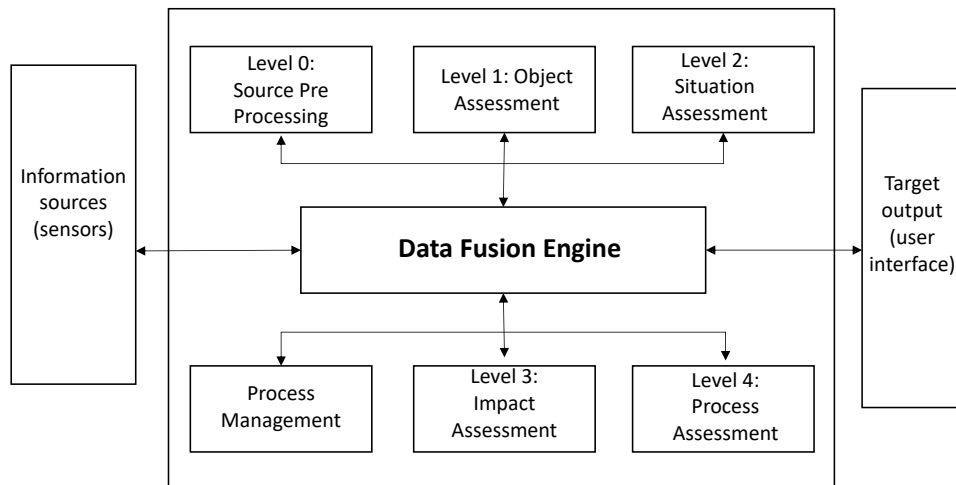 Information
sources
(sensors)
Level 0:
Source Pre
Processing
Level 1: Object
Assessment
Level 2:
Situation
Assessment
Data Fusion Engine
Process
Management
Level 3:
Impact
Assessment
Level 4:
Process
Assessment
Target
output
(user
interface)